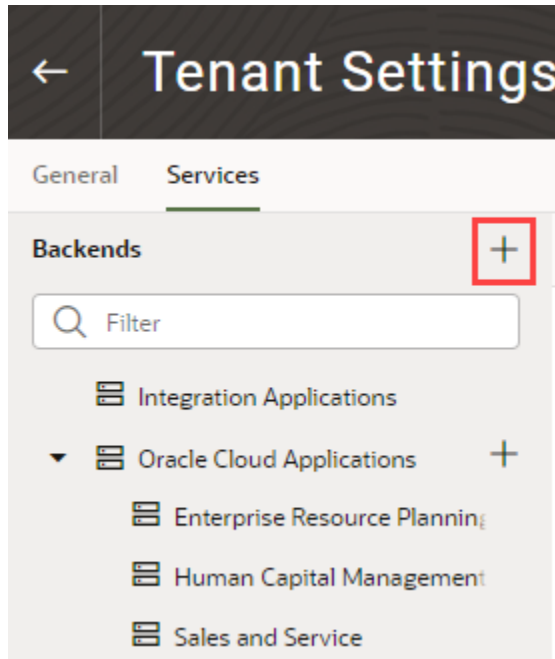 Tenant Settings
General Services
Backends
Filter
Integration Applications
Oracle Cloud Applications
Enterprise Resource Planning
Human Capital Management
Sales and Service